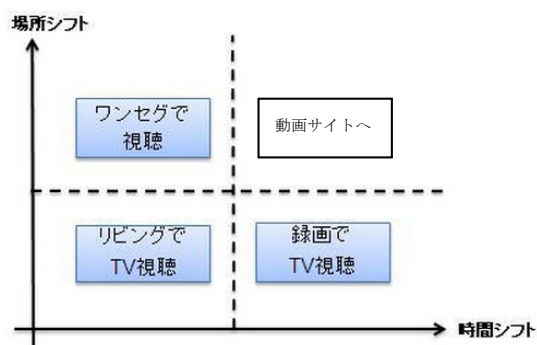 場所シフト
ワンセグで
視聴
動画サイトへ
リビングで
TV視聴
録画で
TV視聴
時間シフト